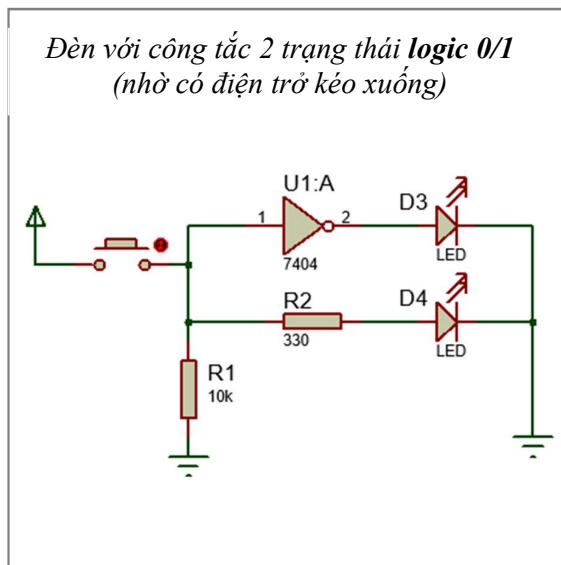 Đèn với công tắc 2 trạng thái logic 0/1
(nhờ có điện trở kéo xuống)
U1:A
D3
1
2
7404
LED
R2
D4
330
LED
R1
10k